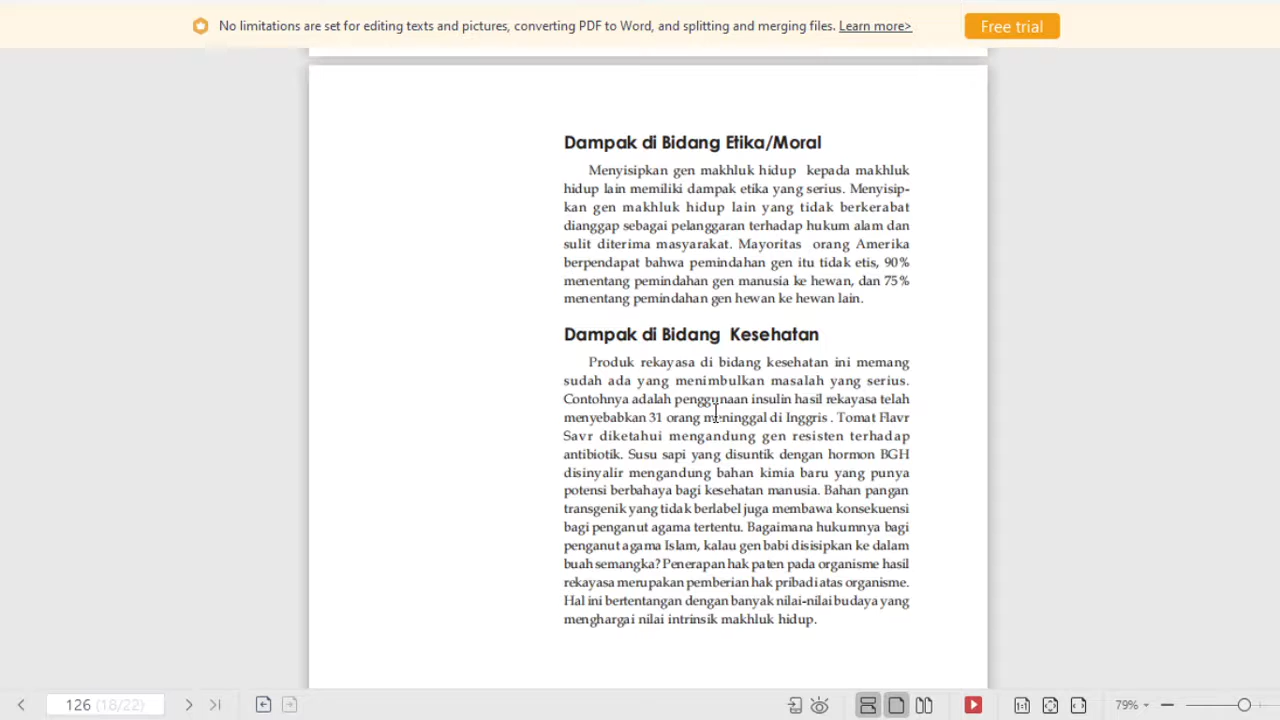 No limitations are set for editing texts and pictures, converting PDF to Word, and splitting and merging files. Learn more>
Free trial
Dampak di Bidang Etika/Moral
Menyisipkan gen makhluk hidup kepada makhluk
hidup lain memiliki dampak etika yang serius. Menyisip-
kan gen makhluk hidup lain yang tidak berkerabat
dianggap sebagai pelanggaran terhadap hukum alam dan
sulit diterima masyarakat. Mayoritas orang Amerika
berpendapat bahwa pemindahan gen itu tidak etis, 90%
menentang pemindahan gen manusia ke hewan, dan 75%
menentang pemindahan gen hewan ke hewan lain.
Dampak di Bidang Kesehatan
Produk rekayasa di bidang kesehatan ini memang
sudah ada yang menimbulkan masalah yang serius.
Contohnya adalah penggunaan insulin hasil rekayasa telah
menyebabkan 31 orang meninggal di Inggris . Tomat Flavr
Savr diketahui mengandung gen resisten terhadap
antibiotik. Susu sapi yang disuntik dengan hormon BGH
disinyalir mengandung bahan kimia baru yang punya
potensi berbahaya bagi kesehatan manusia. Bahan pangan
transgenik yang tidak berlabel juga membawa konsekuensi
bagi penganut agama tertentu. Bagaimana hukumnya bagi
penganut agama Islam, kalau gen babi disisipkan ke dalam
buah semangka? Penerapan hak paten pada organisme hasil
rekayasa merupakan pemberian hak pribadi atas organisme.
Hal ini bertentangan dengan banyak nilai-nilai budaya yang
menghargai nilai intrinsik makhluk hidup.
126 (18/22)
1:1
79%